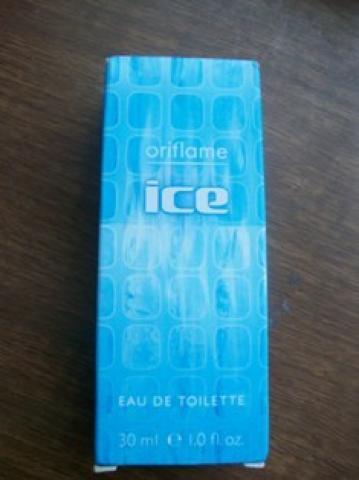 oriflame
ice
EAU DE TOILETTE
30 ml ℮ 1.0 fl. oz.